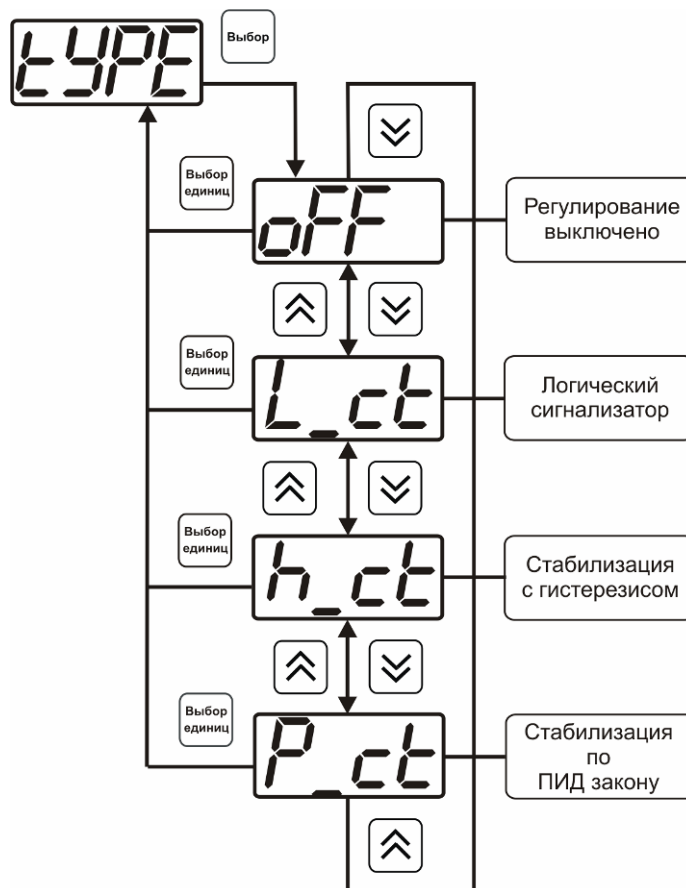 tYPE
Выбор
Выбор
единиц
oFF
Регулирование
выключено
Выбор
единиц
L_ct
Логический
сигнализатор
Выбор
единиц
h_ct
Стабилизация
с гистерезисом
Выбор
единиц
P_ct
Стабилизация
по
ПИД закону